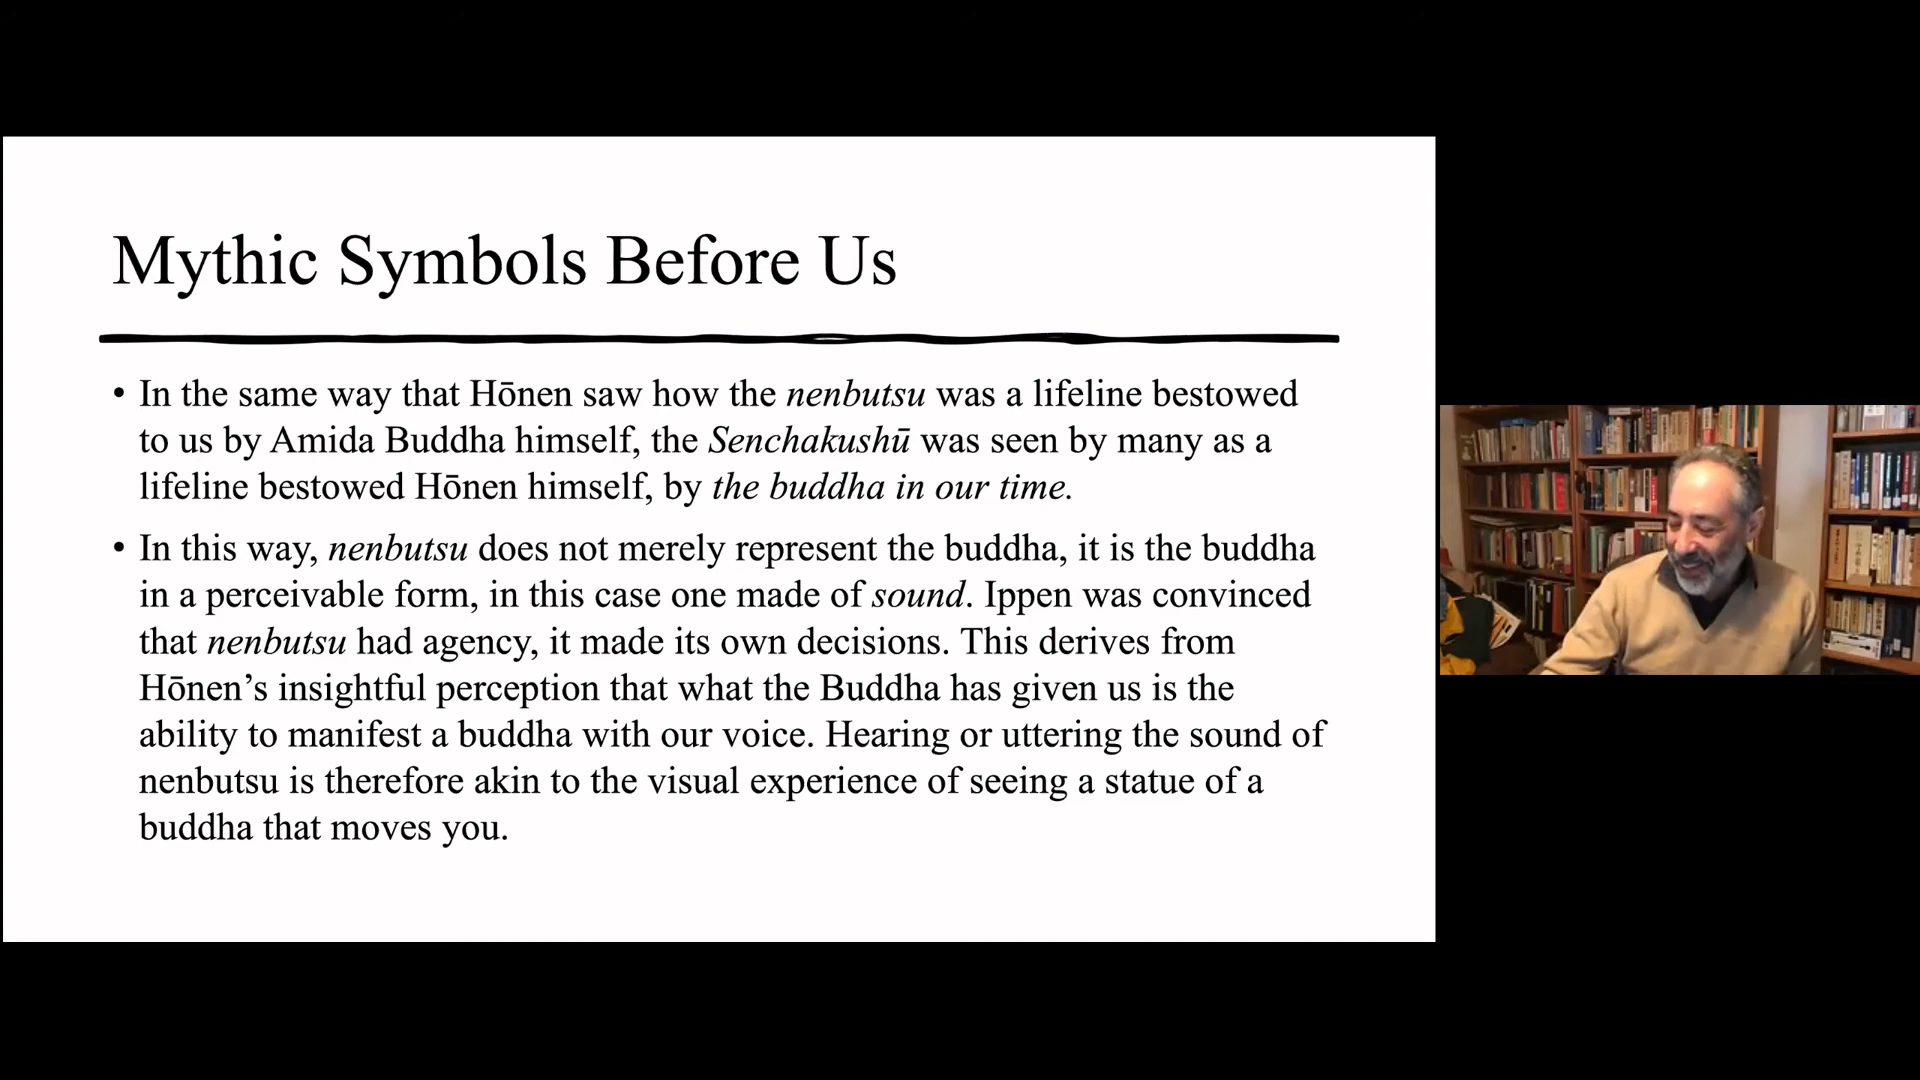 Mythic Symbols Before Us
• In the same way that Hōnen saw how the nenbutsu was a lifeline bestowed
to us by Amida Buddha himself, the Senchakushū was seen by many as a
lifeline bestowed Hōnen himself, by the buddha in our time.
• In this way, nenbutsu does not merely represent the buddha, it is the buddha
in a perceivable form, in this case one made of sound. Ippen was convinced
that nenbutsu had agency, it made its own decisions. This derives from
Hōnen’s insightful perception that what the Buddha has given us is the
ability to manifest a buddha with our voice. Hearing or uttering the sound of
nenbutsu is therefore akin to the visual experience of seeing a statue of a
buddha that moves you.